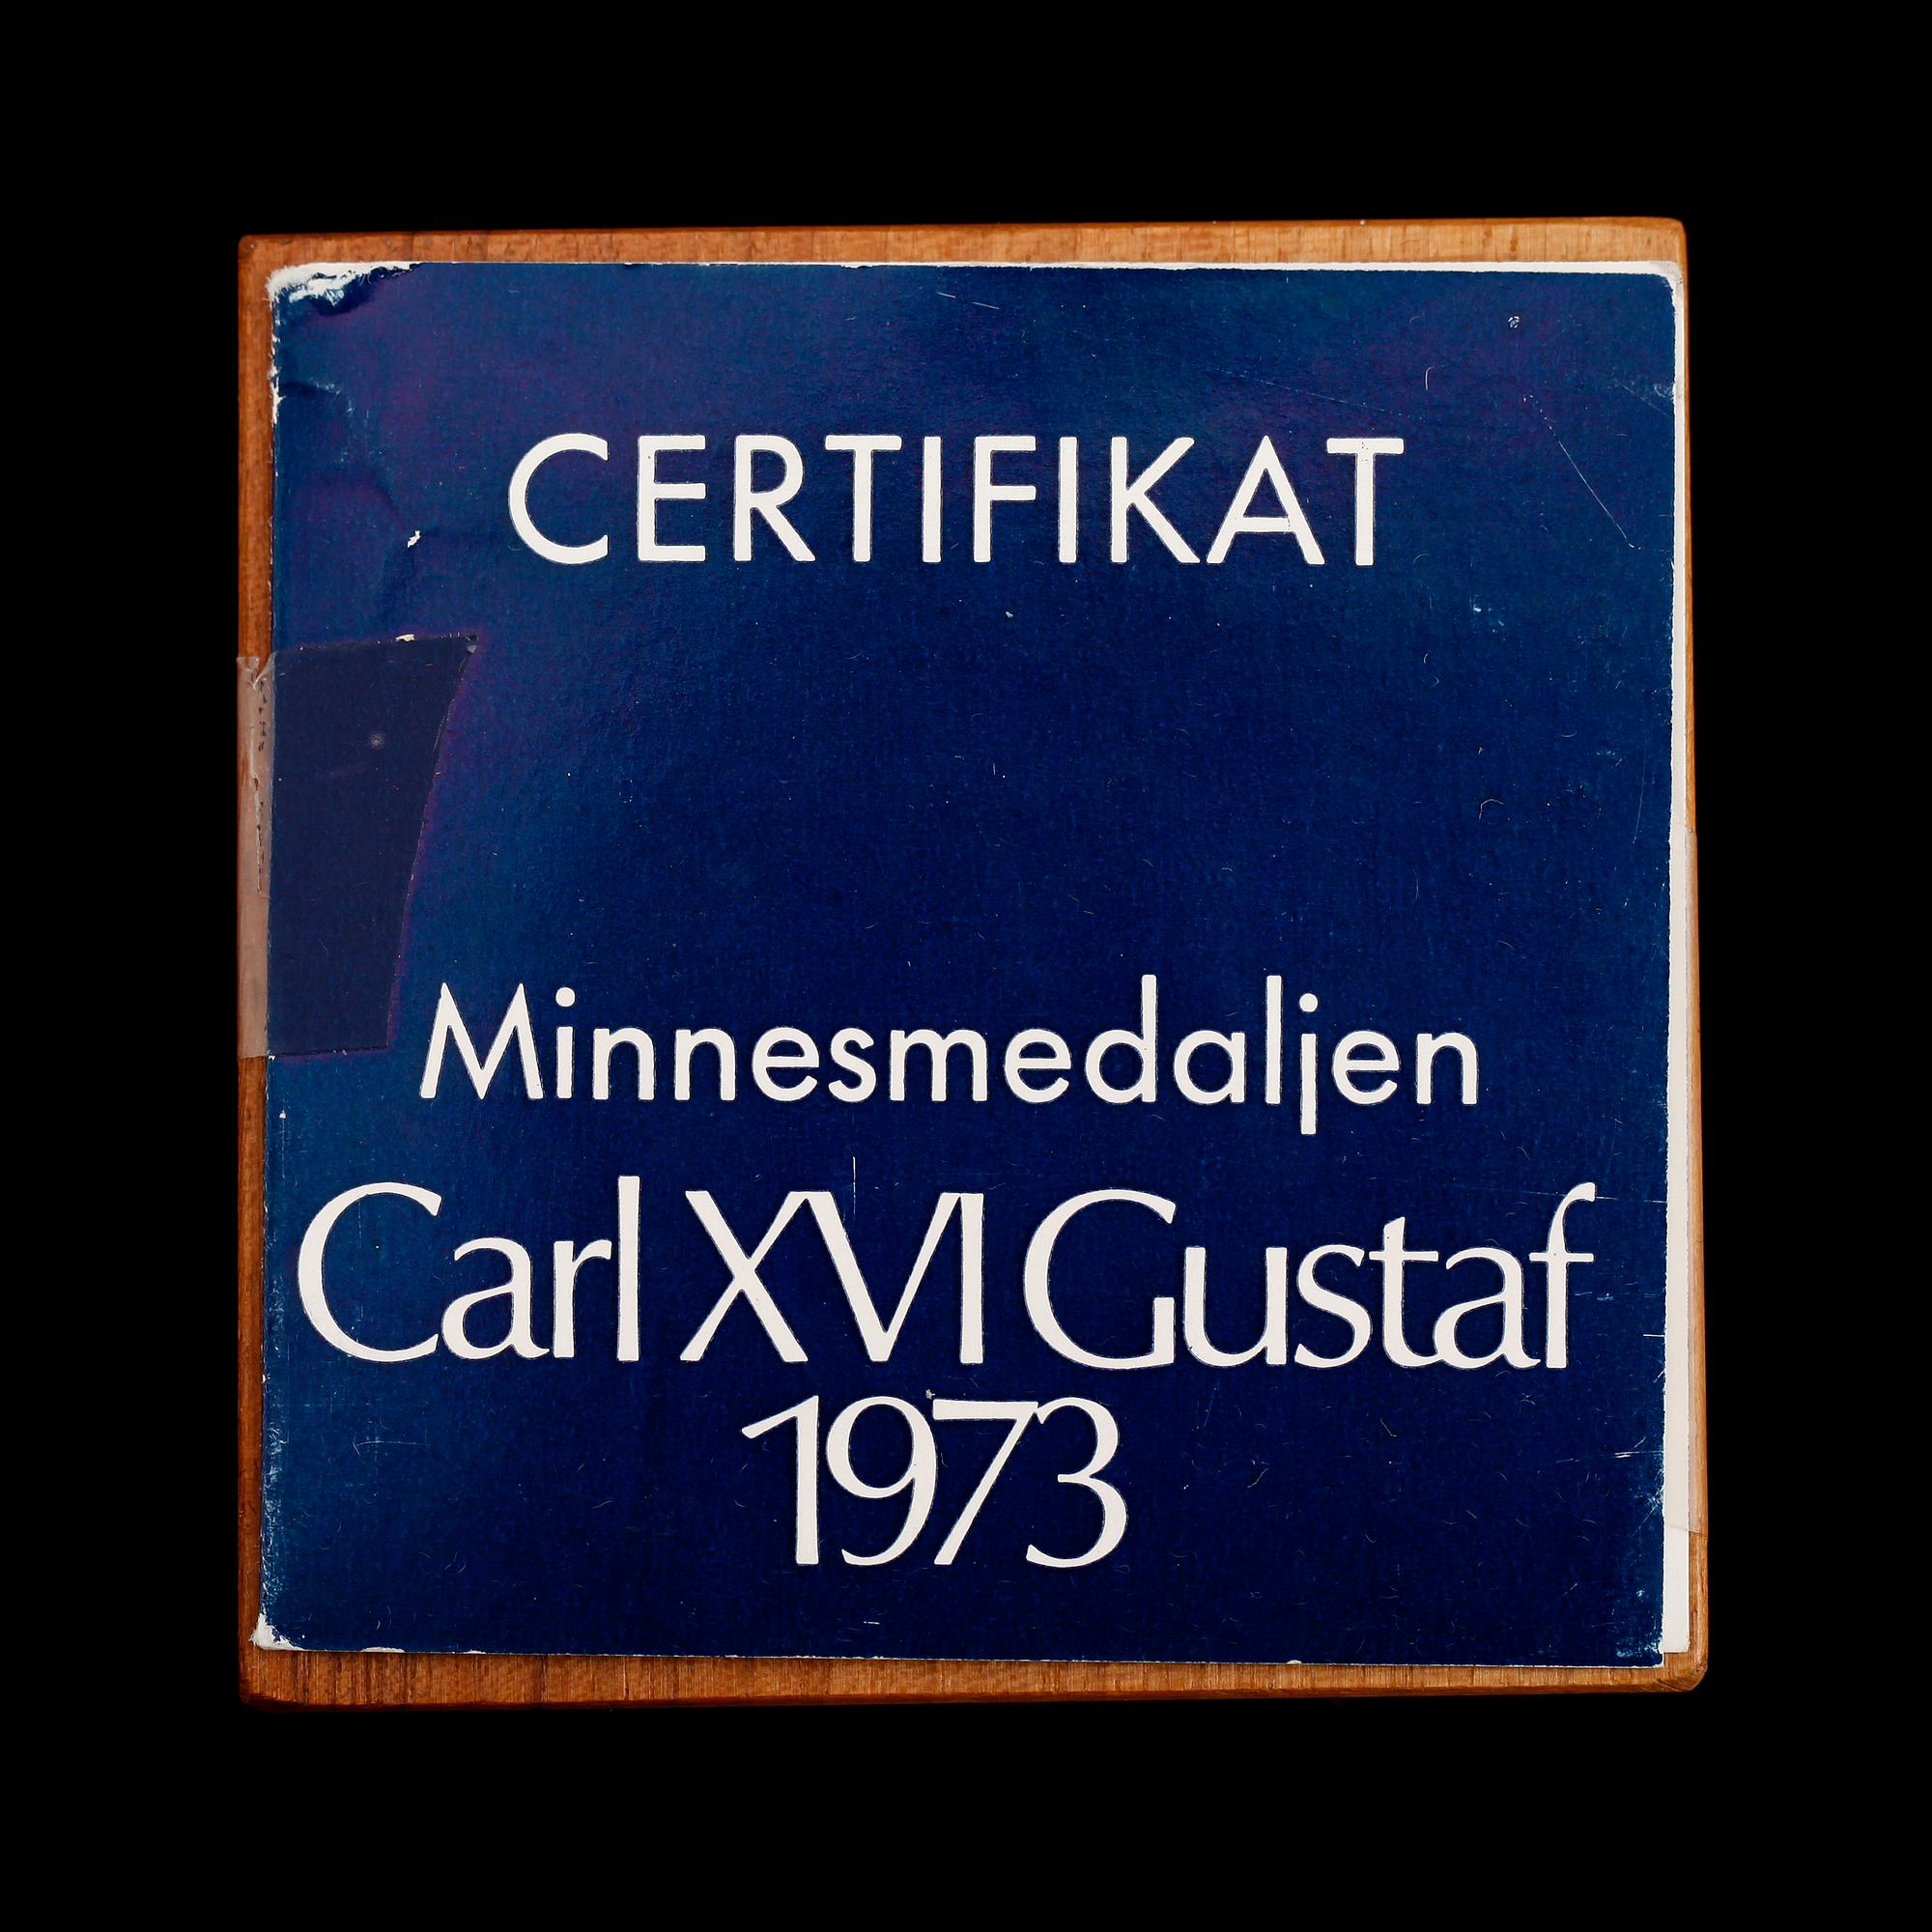 CERTIFIKAT
Minnesmedaljen
Carl XVI Gustaf
1973